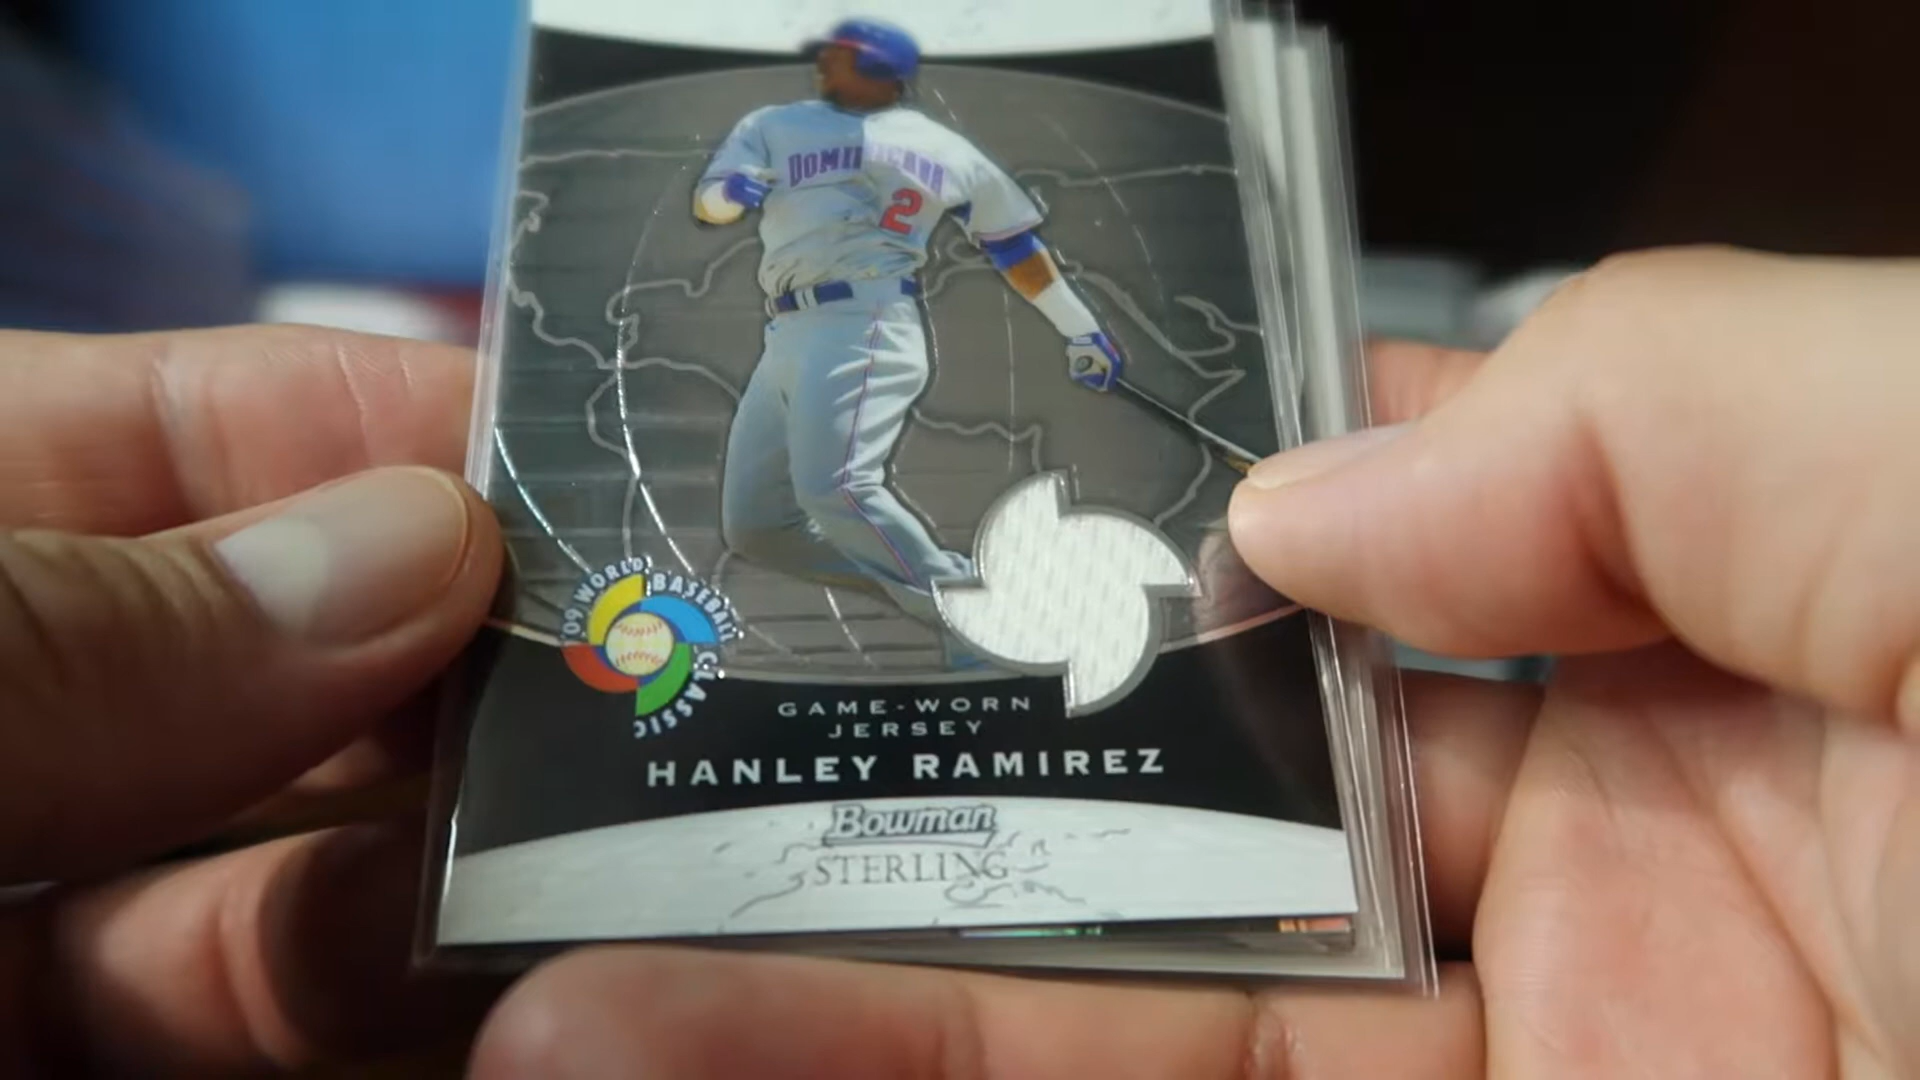 DOMINICANA
2
'09 WORLD BASEBALL CLASSIC
GAME-WORN
JERSEY
HANLEY RAMIREZ
Bowman
STERLING